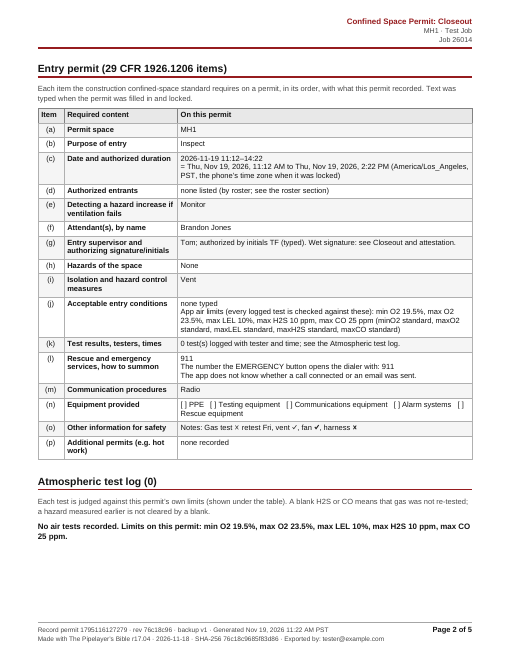 Confined Space Permit: Closeout
MH1 · Test Job
Job 26014
Entry permit (29 CFR 1926.1206 items)
Each item the construction confined-space standard requires on a permit, in its order, with what this permit recorded. Text was
typed when the permit was filled in and locked.
Item Required content On this permit
(a) Permit space MH1
(b) Purpose of entry Inspect
(c) Date and authorized duration 2026-11-19 11:12–14:22
= Thu, Nov 19, 2026, 11:12 AM to Thu, Nov 19, 2026, 2:22 PM (America/Los_Angeles,
PST, the phone's time zone when it was locked)
(d) Authorized entrants none listed (by roster; see the roster section)
(e) Detecting a hazard increase if Monitor
ventilation fails
(f) Attendant(s), by name Brandon Jones
(g) Entry supervisor and Tom; authorized by initials TF (typed). Wet signature: see Closeout and attestation.
authorizing signature/initials
(h) Hazards of the space None
(i) Isolation and hazard control Vent
measures
(j) Acceptable entry conditions none typed
App air limits (every logged test is checked against these): min O2 19.5%, max O2
23.5%, max LEL 10%, max H2S 10 ppm, max CO 25 ppm (minO2 standard, maxO2
standard, maxLEL standard, maxH2S standard, maxCO standard)
(k) Test results, testers, times 0 test(s) logged with tester and time; see the Atmospheric test log.
(l) Rescue and emergency 911
services, how to summon The number the EMERGENCY button opens the dialer with: 911
The app does not know whether a call connected or an email was sent.
(m) Communication procedures Radio
(n) Equipment provided [ ] PPE [ ] Testing equipment [ ] Communications equipment [ ] Alarm systems [ ]
Rescue equipment
(o) Other information for safety Notes: Gas test ✕ retest Fri, vent ✓, fan ✔, harness ✘
(p) Additional permits (e.g. hot none recorded
work)
Atmospheric test log (0)
Each test is judged against this permit's own limits (shown under the table). A blank H2S or CO means that gas was not re-tested;
a hazard measured earlier is not cleared by a blank.
No air tests recorded. Limits on this permit: min O2 19.5%, max O2 23.5%, max LEL 10%, max H2S 10 ppm, max CO
25 ppm.
Record permit 1795116127279 · rev 76c18c96 · backup v1 · Generated Nov 19, 2026 11:22 AM PST Page 2 of 5
Made with The Pipelayer's Bible r17.04 · 2026-11-18 · SHA-256 76c18c9685f83d86 · Exported by: tester@example.com